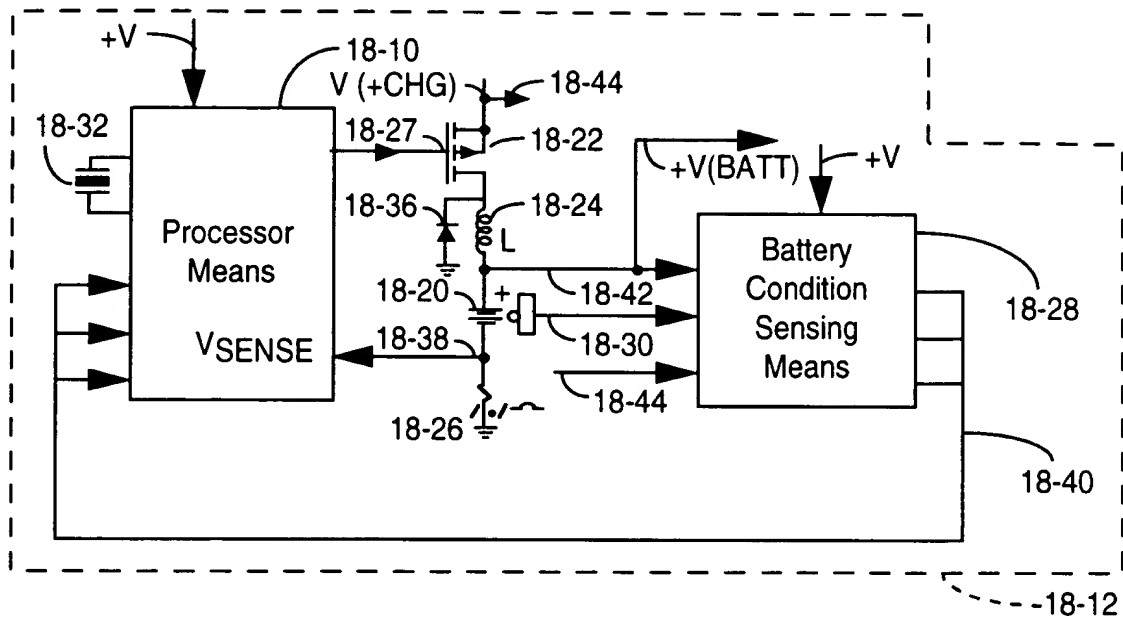 +V
18-10
V (+CHG)
18-44
18-32
18-27
18-22
+V(BATT)
+V
18-36
18-24
L
Processor
Means
Battery
Condition
Sensing
Means
18-20
+
18-42
18-28
18-38
18-30
VSENSE
18-44
18-26
18-40
18-12